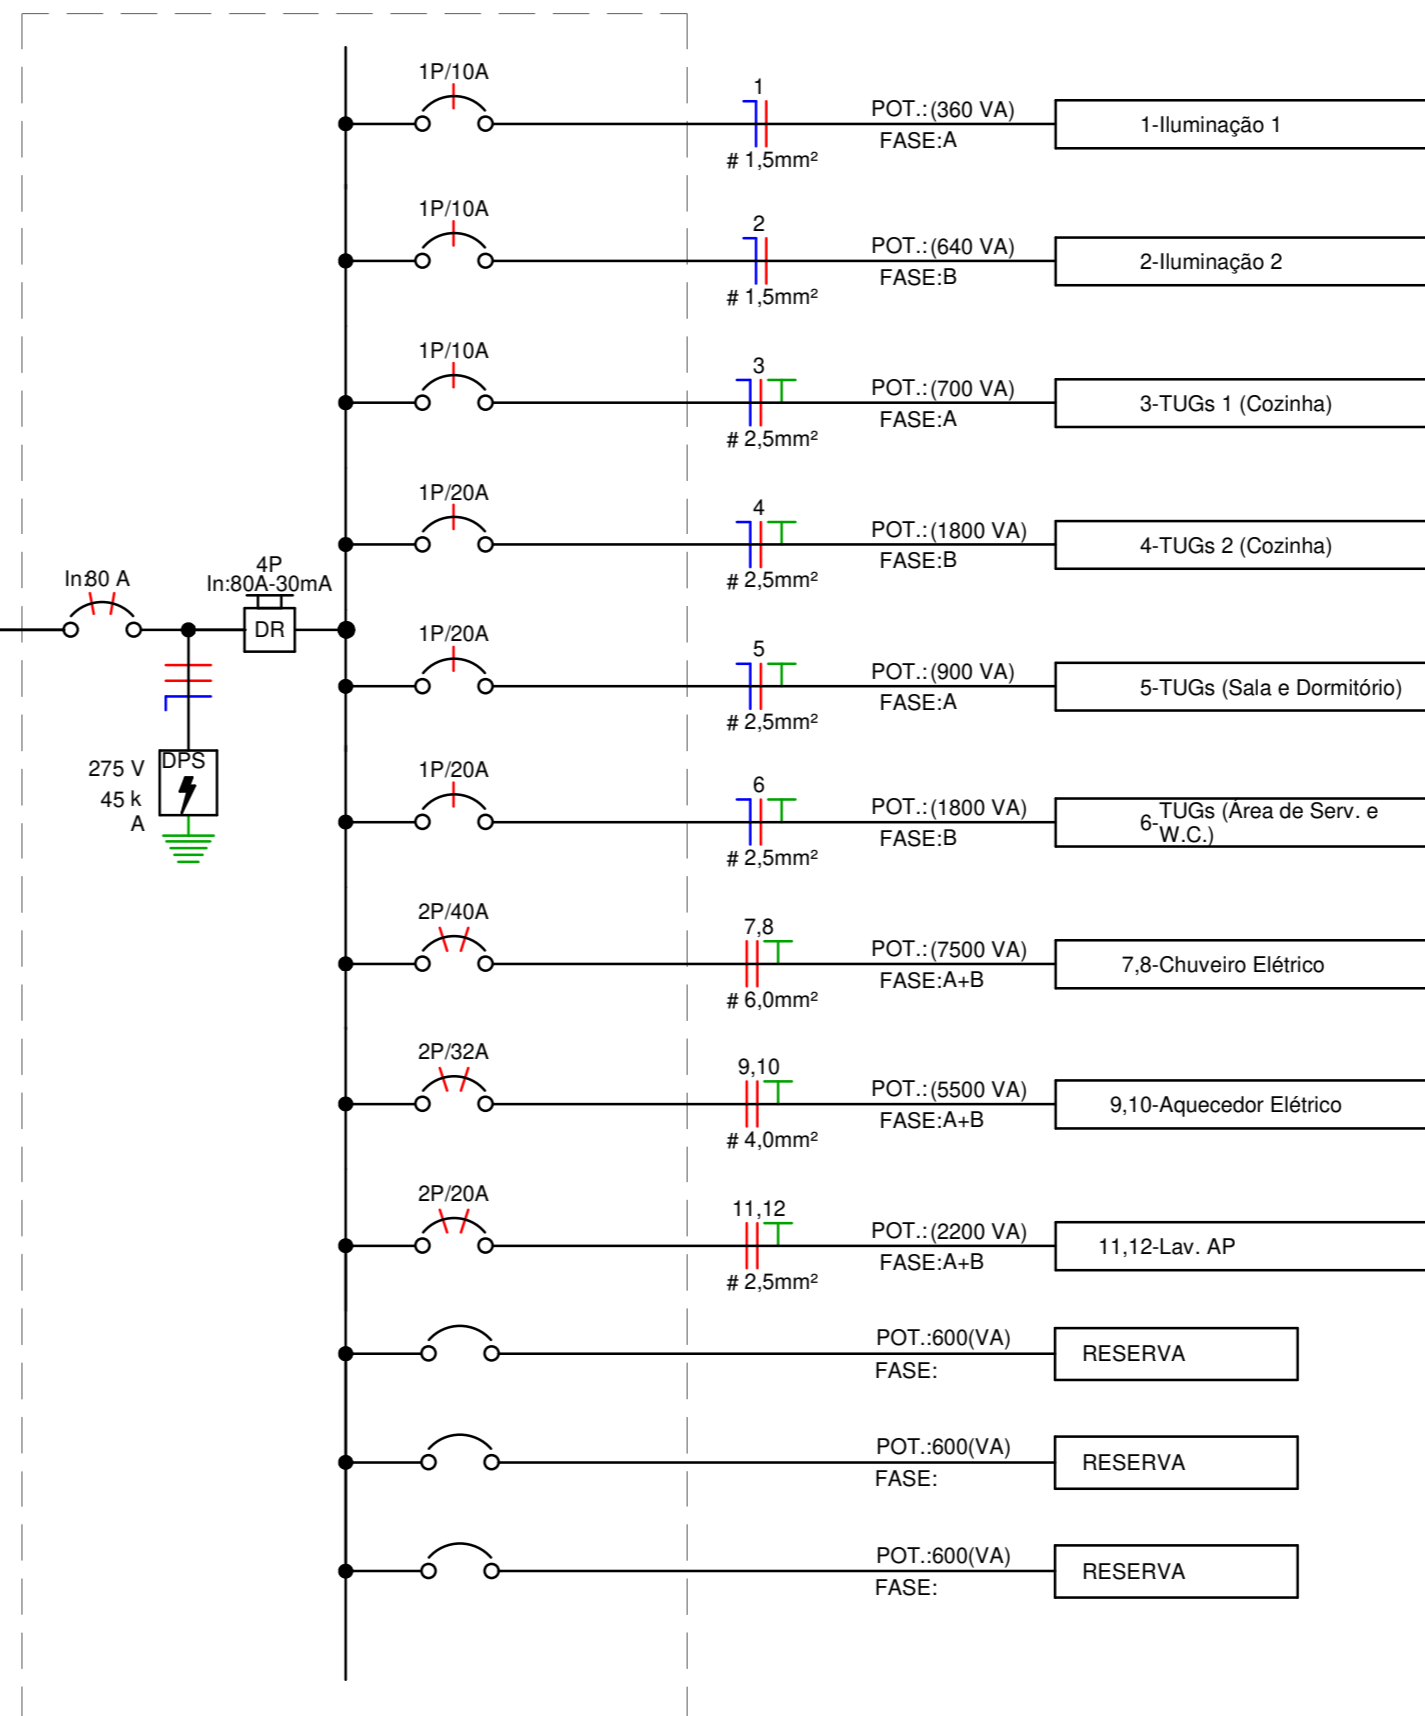 1P/10A
1
POT.:(360 VA)
FASE:A
# 1,5mm²
1-Iluminação 1
1P/10A
2
POT.:(640 VA)
FASE:B
# 1,5mm²
2-Iluminação 2
1P/10A
3
POT.:(700 VA)
FASE:A
# 2,5mm²
3-TUGs 1 (Cozinha)
1P/20A
4
POT.:(1800 VA)
FASE:B
# 2,5mm²
4-TUGs 2 (Cozinha)
In:80 A
4P
In:80A-30mA
DR
1P/20A
5
POT.:(900 VA)
FASE:A
# 2,5mm²
5-TUGs (Sala e Dormitório)
275 V
45 k
A
DPS
1P/20A
6
POT.:(1800 VA)
FASE:B
# 2,5mm²
6-TUGs (Área de Serv. e
W.C.)
2P/40A
7,8
POT.:(7500 VA)
FASE:A+B
# 6,0mm²
7,8-Chuveiro Elétrico
2P/32A
9,10
POT.:(5500 VA)
FASE:A+B
# 4,0mm²
9,10-Aquecedor Elétrico
2P/20A
11,12
POT.:(2200 VA)
FASE:A+B
# 2,5mm²
11,12-Lav. AP
POT.:600(VA)
FASE:
RESERVA
POT.:600(VA)
FASE:
RESERVA
POT.:600(VA)
FASE:
RESERVA